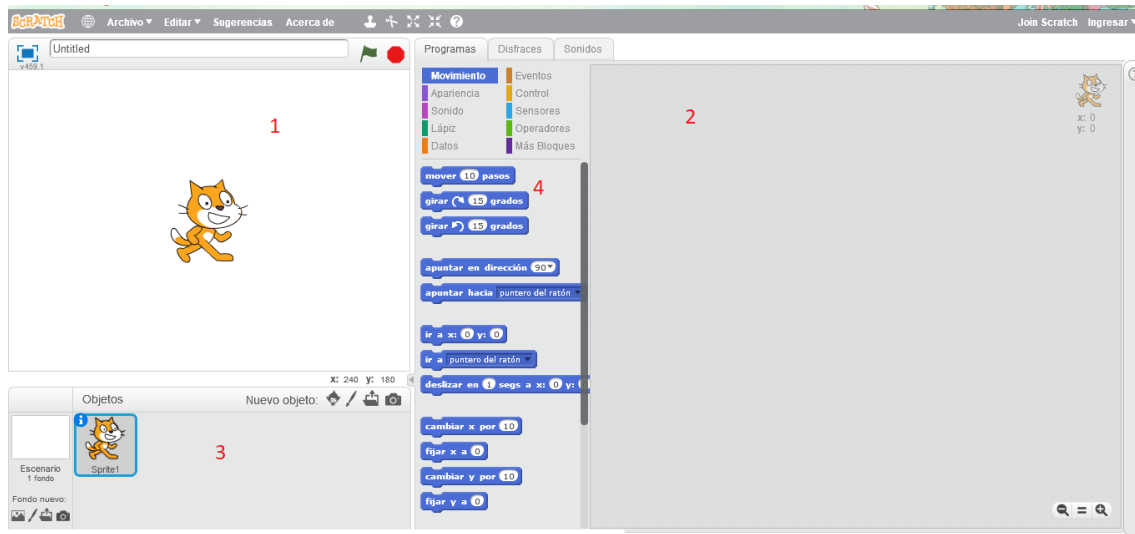 SCRATCH Archivo Editar Sugerencias Acerca de Join Scratch Ingresar
Untitled
v459.1
1
x: 240 y: 180
Objetos Nuevo objeto:
Escenario
1 fondo
Fondo nuevo:
Sprite1
3
Programas Disfraces Sonidos
Movimiento Eventos
Apariencia Control
Sonido Sensores
Lápiz Operadores
Datos Más Bloques
4
mover 10 pasos
girar 15 grados
girar 15 grados
apuntar en dirección 90
apuntar hacia puntero del ratón
ir a x: 0 y: 0
ir a puntero del ratón
deslizar en 1 segs a x: 0 y:
cambiar x por 10
fijar x a 0
cambiar y por 10
fijar y a 0
2
x: 0
y: 0